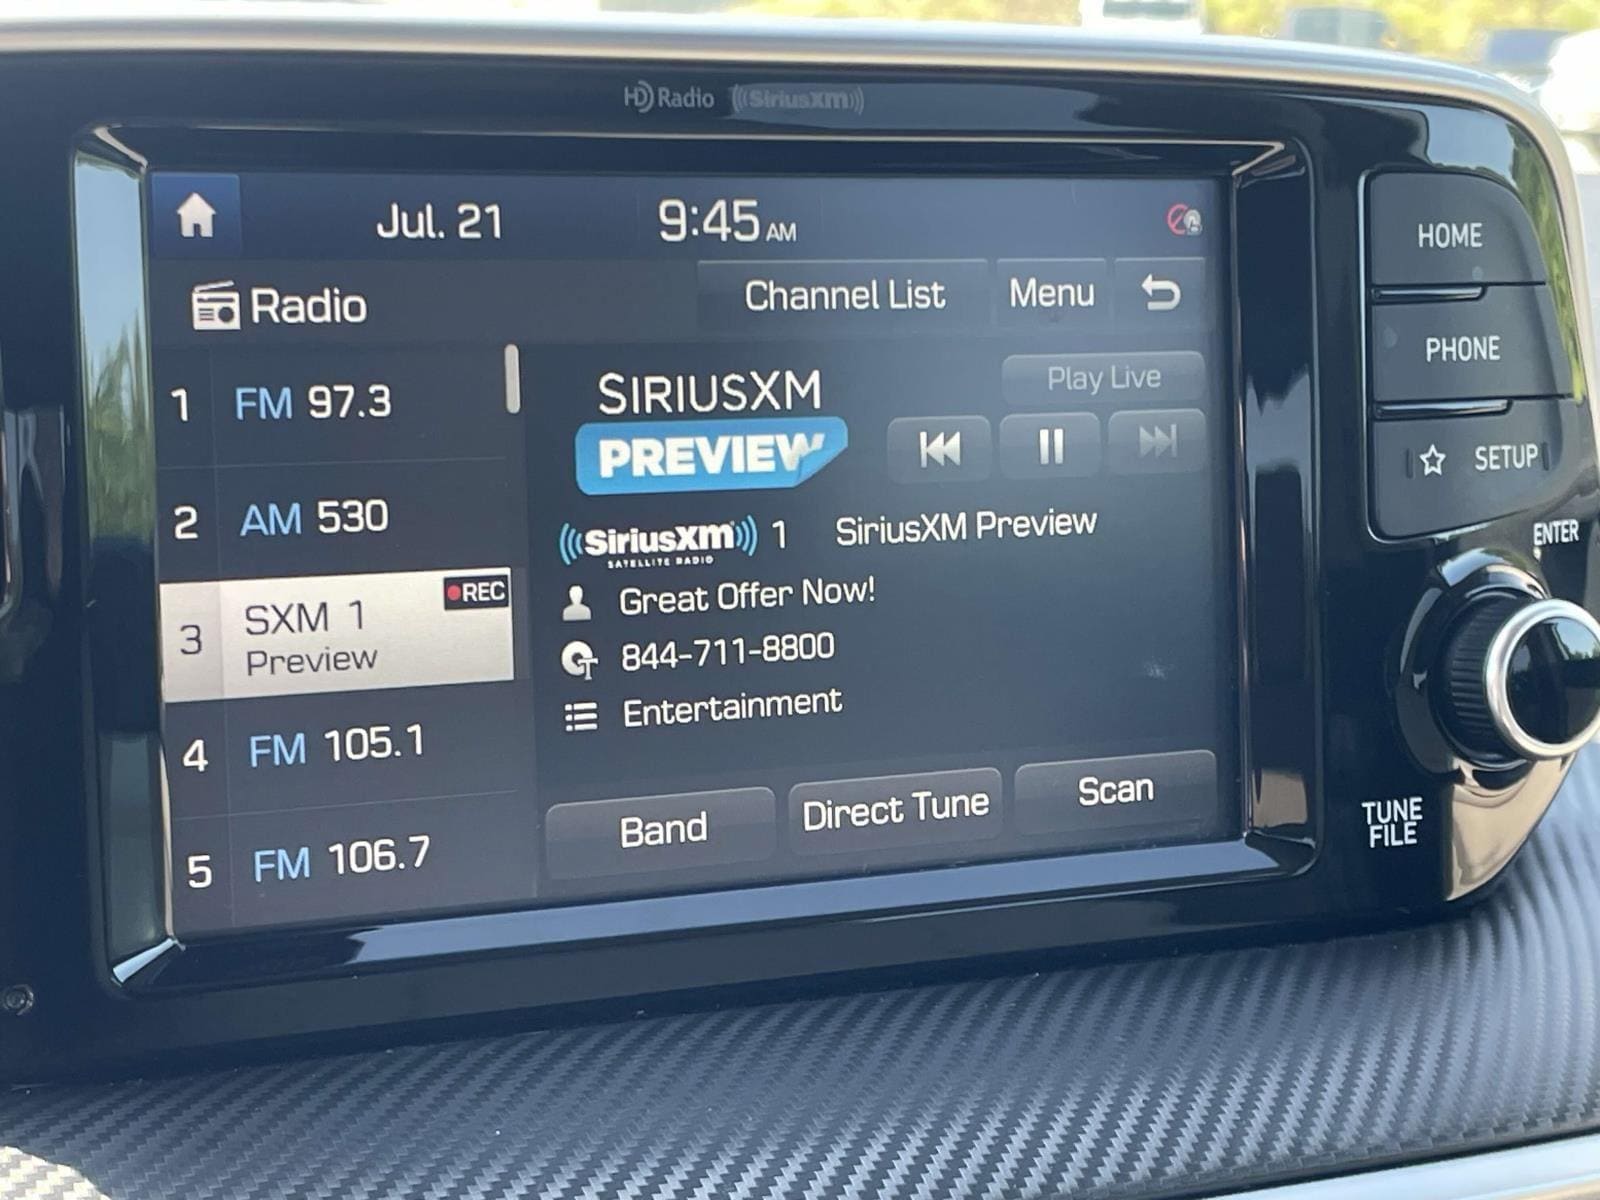 HD Radio ((SiriusXM))
Jul. 21 9:45 AM
Radio Channel List Menu
1 FM 97.3
2 AM 530
3 SXM 1 REC
Preview
4 FM 105.1
5 FM 106.7
SIRIUSXM
PREVIEW
Play Live
((SiriusXM)) 1 SiriusXM Preview
SATELLITE RADIO
Great Offer Now!
844-711-8800
Entertainment
Band Direct Tune Scan
HOME
PHONE
☆ SETUP
ENTER
TUNE
FILE